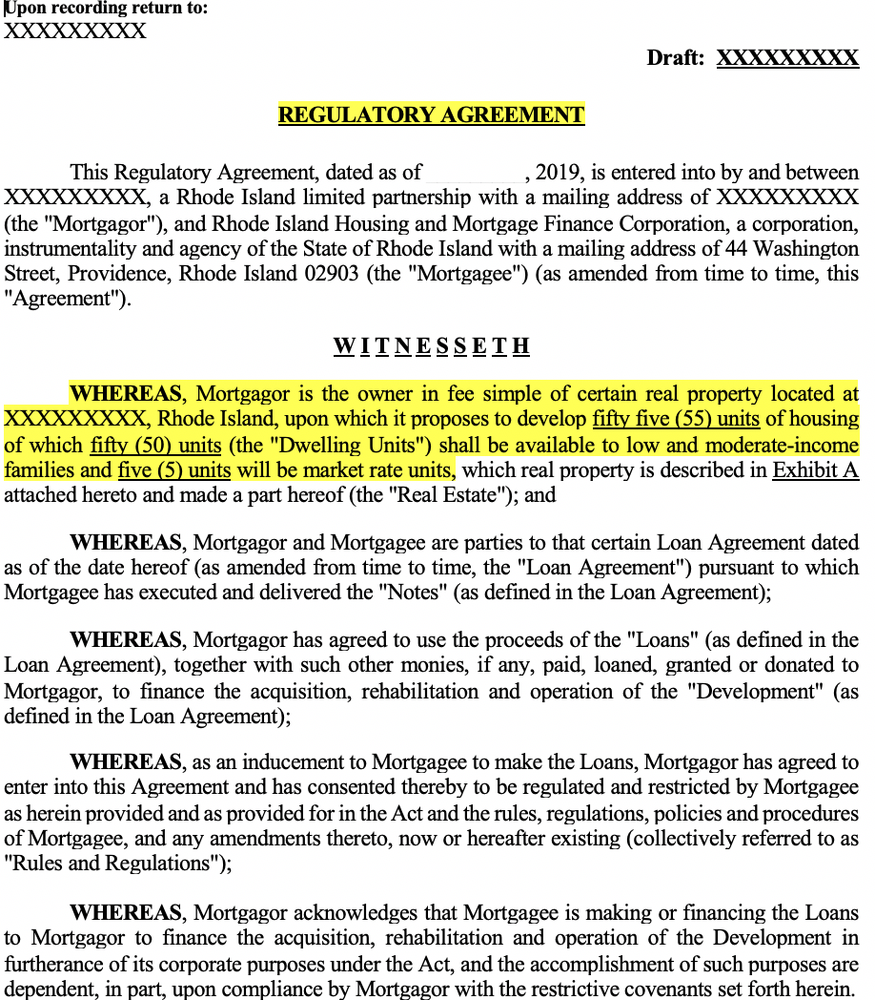 Upon recording return to:
XXXXXXXXX
Draft: XXXXXXXXX
REGULATORY AGREEMENT
This Regulatory Agreement, dated as of , 2019, is entered into by and between
XXXXXXXXX, a Rhode Island limited partnership with a mailing address of XXXXXXXXX
(the "Mortgagor"), and Rhode Island Housing and Mortgage Finance Corporation, a corporation,
instrumentality and agency of the State of Rhode Island with a mailing address of 44 Washington
Street, Providence, Rhode Island 02903 (the "Mortgagee") (as amended from time to time, this
"Agreement").
W I T N E S S E T H
WHEREAS, Mortgagor is the owner in fee simple of certain real property located at
XXXXXXXXX, Rhode Island, upon which it proposes to develop fifty five (55) units of housing
of which fifty (50) units (the "Dwelling Units") shall be available to low and moderate-income
families and five (5) units will be market rate units, which real property is described in Exhibit A
attached hereto and made a part hereof (the "Real Estate"); and
WHEREAS, Mortgagor and Mortgagee are parties to that certain Loan Agreement dated
as of the date hereof (as amended from time to time, the "Loan Agreement") pursuant to which
Mortgagee has executed and delivered the "Notes" (as defined in the Loan Agreement);
WHEREAS, Mortgagor has agreed to use the proceeds of the "Loans" (as defined in the
Loan Agreement), together with such other monies, if any, paid, loaned, granted or donated to
Mortgagor, to finance the acquisition, rehabilitation and operation of the "Development" (as
defined in the Loan Agreement);
WHEREAS, as an inducement to Mortgagee to make the Loans, Mortgagor has agreed to
enter into this Agreement and has consented thereby to be regulated and restricted by Mortgagee
as herein provided and as provided for in the Act and the rules, regulations, policies and procedures
of Mortgagee, and any amendments thereto, now or hereafter existing (collectively referred to as
"Rules and Regulations");
WHEREAS, Mortgagor acknowledges that Mortgagee is making or financing the Loans
to Mortgagor to finance the acquisition, rehabilitation and operation of the Development in
furtherance of its corporate purposes under the Act, and the accomplishment of such purposes are
dependent, in part, upon compliance by Mortgagor with the restrictive covenants set forth herein.